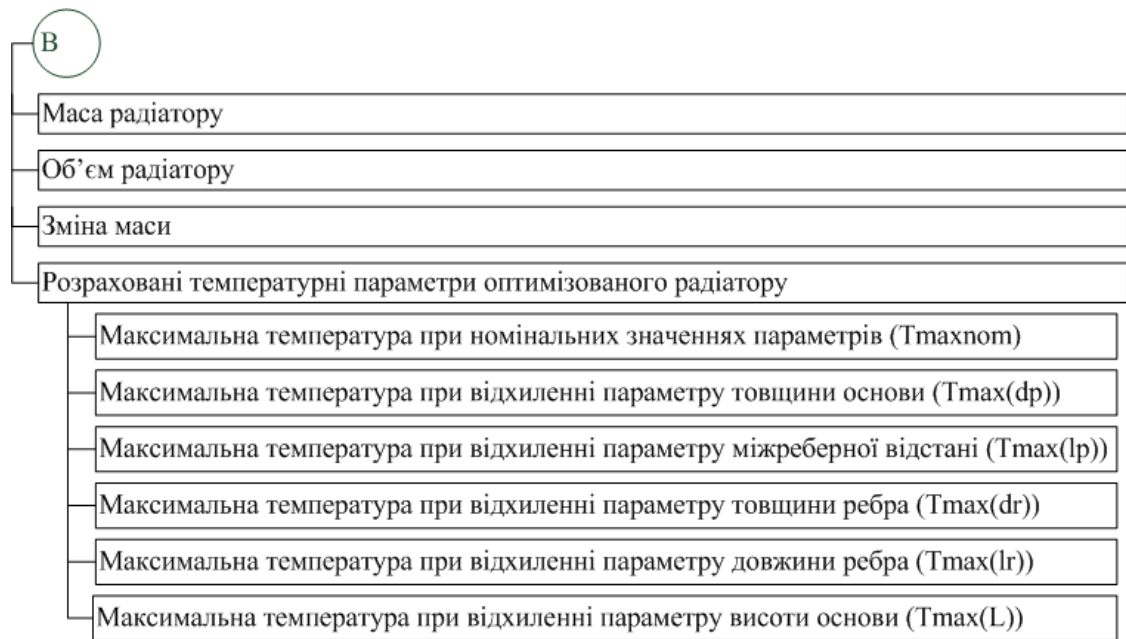 В
Маса радіатору
Об’єм радіатору
Зміна маси
Розраховані температурні параметри оптимізованого радіатору
Максимальна температура при номінальних значеннях параметрів (Tmaxnom)
Максимальна температура при відхиленні параметру товщини основи (Tmax(dp))
Максимальна температура при відхиленні параметру міжреберної відстані (Tmax(lp))
Максимальна температура при відхиленні параметру товщини ребра (Tmax(dr))
Максимальна температура при відхиленні параметру довжини ребра (Tmax(lr))
Максимальна температура при відхиленні параметру висоти основи (Tmax(L))